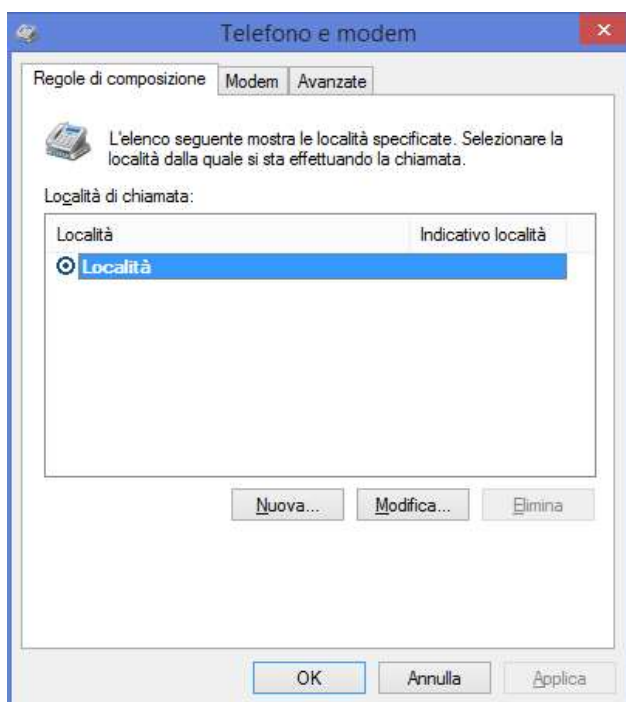 Telefono e modem
Regole di composizione Modem Avanzate
L'elenco seguente mostra le località specificate. Selezionare la
località dalla quale si sta effettuando la chiamata.
Località di chiamata:
Località Indicativo località
Località
Nuova... Modifica... Elimina
OK Annulla Applica